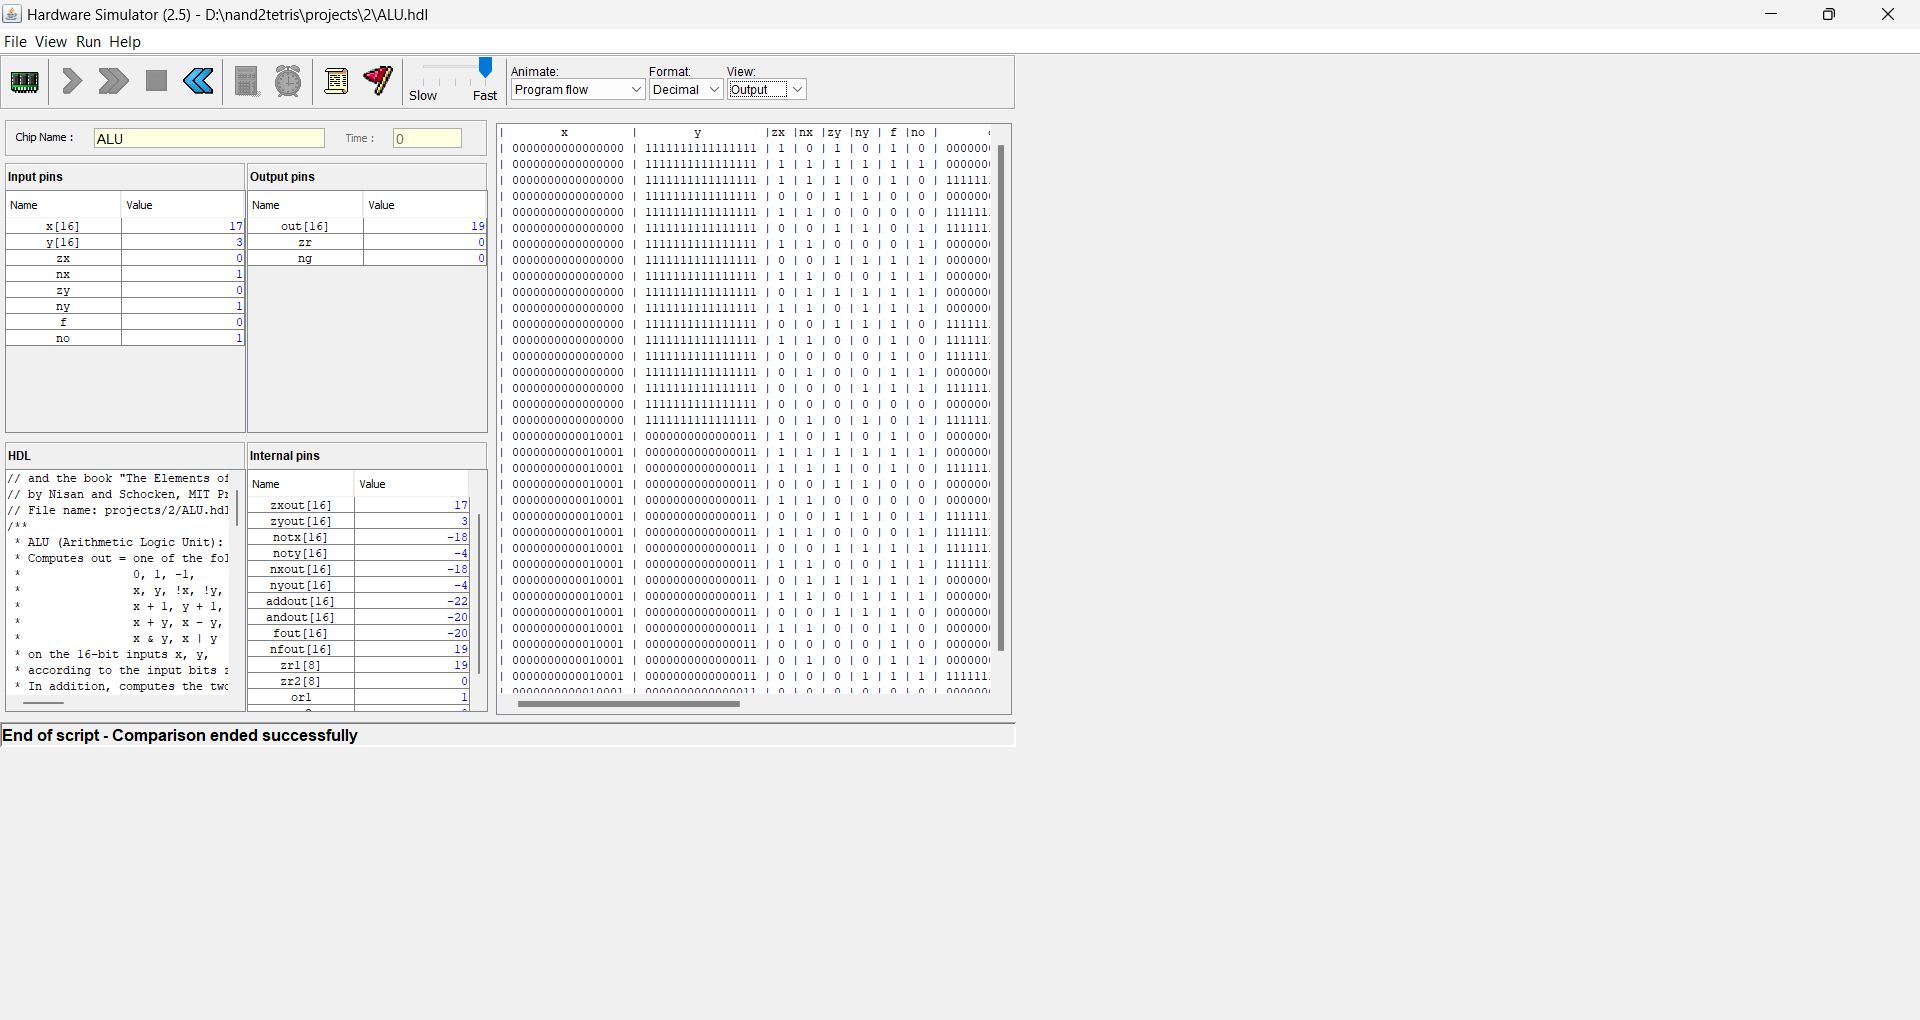 Hardware Simulator (2.5) - D:\nand2tetris\projects\2\ALU.hdl
File View Run Help
Slow Fast
Animate: Format: View:
Program flow Decimal Output
Chip Name : ALU Time : 0
Input pins
Name Value
x[16] 17
y[16] 3
zx 0
nx 1
zy 0
ny 1
f 0
no 1
Output pins
Name Value
out[16] 19
zr 0
ng 0
HDL
// and the book "The Elements of
// by Nisan and Schocken, MIT
// File name: projects/2/ALU.hdl
/**
* ALU (Arithmetic Logic Unit):
* Computes out = one of the
* 0, 1, -1,
* x, y, !x, !y,
* x + 1, y + 1,
* x + y, x - y,
* x & y, x | y
* on the 16-bit inputs x, y,
* according to the input bits
* In addition, computes the
Internal pins
Name Value
zxout[16] 17
zyout[16] 3
notx[16] -18
noty[16] -4
nxout[16] -18
nyout[16] -4
addout[16] -22
andout[16] -20
fout[16] -20
nfout[16] 19
zr1[8] 19
zr2[8] 0
or1 1
| x | y |zx |nx |zy |ny | f |no |
| 0000000000000000 | 1111111111111111 | 1 | 0 | 1 | 0 | 1 | 0 | 000000
| 0000000000000000 | 1111111111111111 | 1 | 1 | 1 | 1 | 1 | 1 | 000000
| 0000000000000000 | 1111111111111111 | 1 | 1 | 1 | 0 | 1 | 0 | 111111
| 0000000000000000 | 1111111111111111 | 0 | 0 | 1 | 1 | 0 | 0 | 000000
| 0000000000000000 | 1111111111111111 | 1 | 1 | 0 | 0 | 0 | 0 | 111111
| 0000000000000000 | 1111111111111111 | 0 | 0 | 1 | 1 | 0 | 1 | 111111
| 0000000000000000 | 1111111111111111 | 1 | 1 | 0 | 0 | 0 | 1 | 000000
| 0000000000000000 | 1111111111111111 | 0 | 0 | 1 | 1 | 1 | 1 | 000000
| 0000000000000000 | 1111111111111111 | 1 | 1 | 0 | 0 | 1 | 1 | 000000
| 0000000000000000 | 1111111111111111 | 0 | 1 | 1 | 1 | 1 | 1 | 000000
| 0000000000000000 | 1111111111111111 | 1 | 1 | 0 | 1 | 1 | 1 | 000000
| 0000000000000000 | 1111111111111111 | 0 | 0 | 1 | 1 | 1 | 0 | 111111
| 0000000000000000 | 1111111111111111 | 1 | 1 | 0 | 0 | 1 | 0 | 111111
| 0000000000000000 | 1111111111111111 | 0 | 0 | 0 | 0 | 1 | 0 | 111111
| 0000000000000000 | 1111111111111111 | 0 | 1 | 0 | 0 | 1 | 1 | 000000
| 0000000000000000 | 1111111111111111 | 0 | 0 | 0 | 1 | 1 | 1 | 111111
| 0000000000000000 | 1111111111111111 | 0 | 0 | 0 | 0 | 0 | 0 | 000000
| 0000000000000000 | 1111111111111111 | 0 | 1 | 0 | 1 | 0 | 1 | 111111
| 0000000000010001 | 0000000000000011 | 1 | 0 | 1 | 0 | 1 | 0 | 000000
| 0000000000010001 | 0000000000000011 | 1 | 1 | 1 | 1 | 1 | 1 | 000000
| 0000000000010001 | 0000000000000011 | 1 | 1 | 1 | 0 | 1 | 0 | 111111
| 0000000000010001 | 0000000000000011 | 0 | 0 | 1 | 1 | 0 | 0 | 000000
| 0000000000010001 | 0000000000000011 | 1 | 1 | 0 | 0 | 0 | 0 | 000000
| 0000000000010001 | 0000000000000011 | 0 | 0 | 1 | 1 | 0 | 1 | 111111
| 0000000000010001 | 0000000000000011 | 1 | 1 | 0 | 0 | 0 | 1 | 111111
| 0000000000010001 | 0000000000000011 | 0 | 0 | 1 | 1 | 1 | 1 | 111111
| 0000000000010001 | 0000000000000011 | 1 | 1 | 0 | 0 | 1 | 1 | 111111
| 0000000000010001 | 0000000000000011 | 0 | 1 | 1 | 1 | 1 | 1 | 000000
| 0000000000010001 | 0000000000000011 | 1 | 1 | 0 | 1 | 1 | 1 | 000000
| 0000000000010001 | 0000000000000011 | 0 | 0 | 1 | 1 | 1 | 0 | 000000
| 0000000000010001 | 0000000000000011 | 1 | 1 | 0 | 0 | 1 | 0 | 000000
| 0000000000010001 | 0000000000000011 | 0 | 0 | 0 | 0 | 1 | 0 | 000000
| 0000000000010001 | 0000000000000011 | 0 | 1 | 0 | 0 | 1 | 1 | 000000
| 0000000000010001 | 0000000000000011 | 0 | 0 | 0 | 1 | 1 | 1 | 111111
| 0000000000010001 | 0000000000000011 | 0 | 0 | 0 | 0 | 0 | 0 | 000000
End of script - Comparison ended successfully